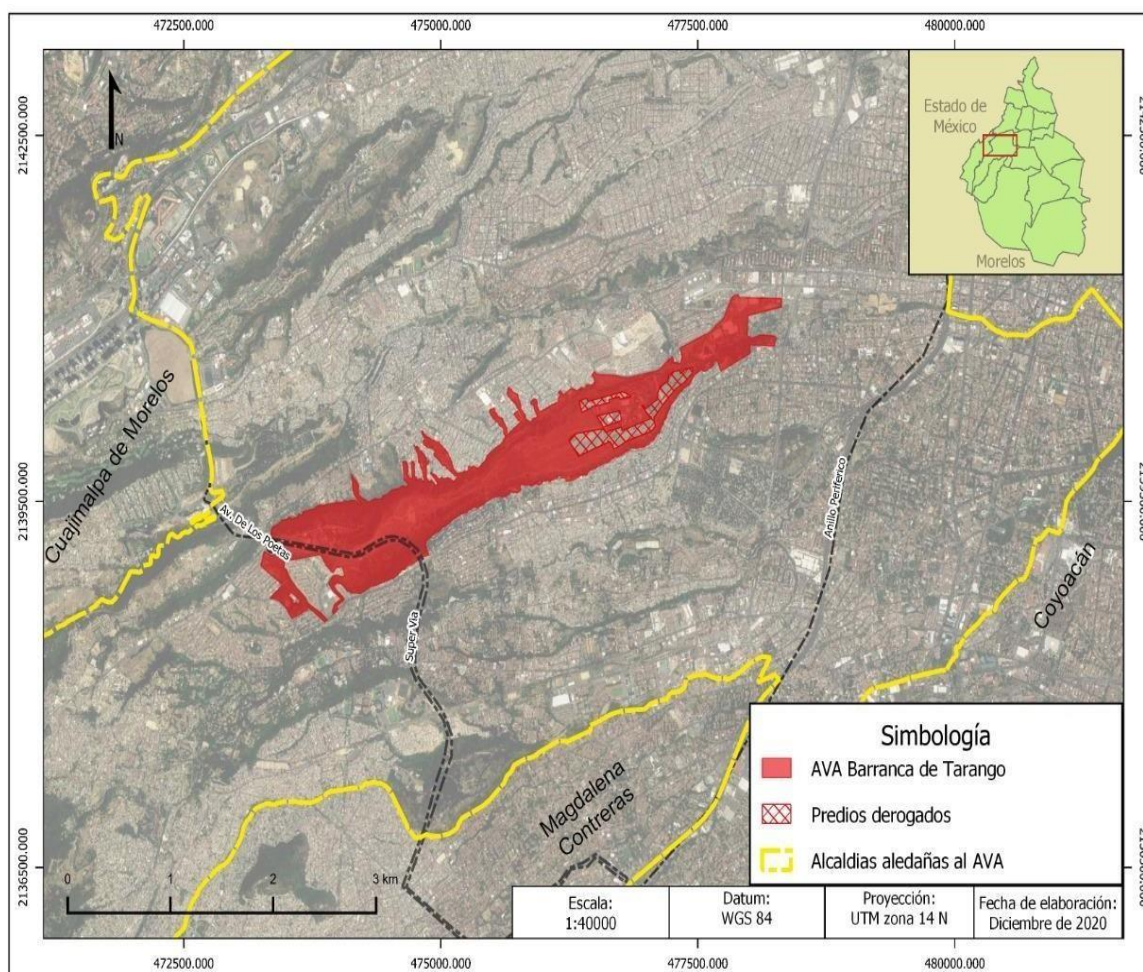 472500.000
475000.000
477500.000
480000.000
2142500.000
2139500.000
2136500.000
N
Estado de
México
Morelos
Cuajimalpa de Morelos
Av. De Los Poetas
Super Vía
Anillo Periferico
Coyoacán
Magdalena
Contreras
0
1
2
3 km
Simbología
AVA Barranca de Tarango
Predios derogados
Alcaldias aledañas al AVA
Escala:
1:40000
Datum:
WGS 84
Proyección:
UTM zona 14 N
Fecha de elaboración:
Diciembre de 2020
472500.000
475000.000
477500.000
480000.000